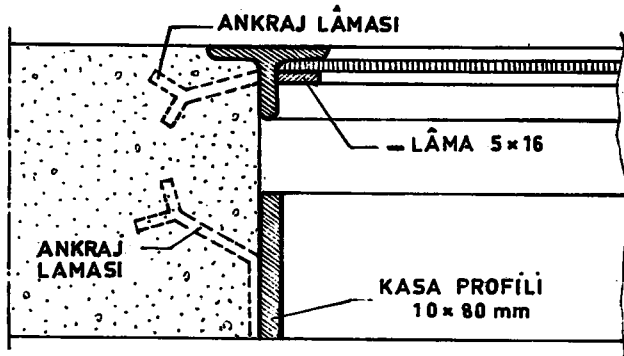 ANKRAJ LÂMASI
LÂMA 5×16
ANKRAJ
LAMASI
KASA PROFİLİ
10×80 mm